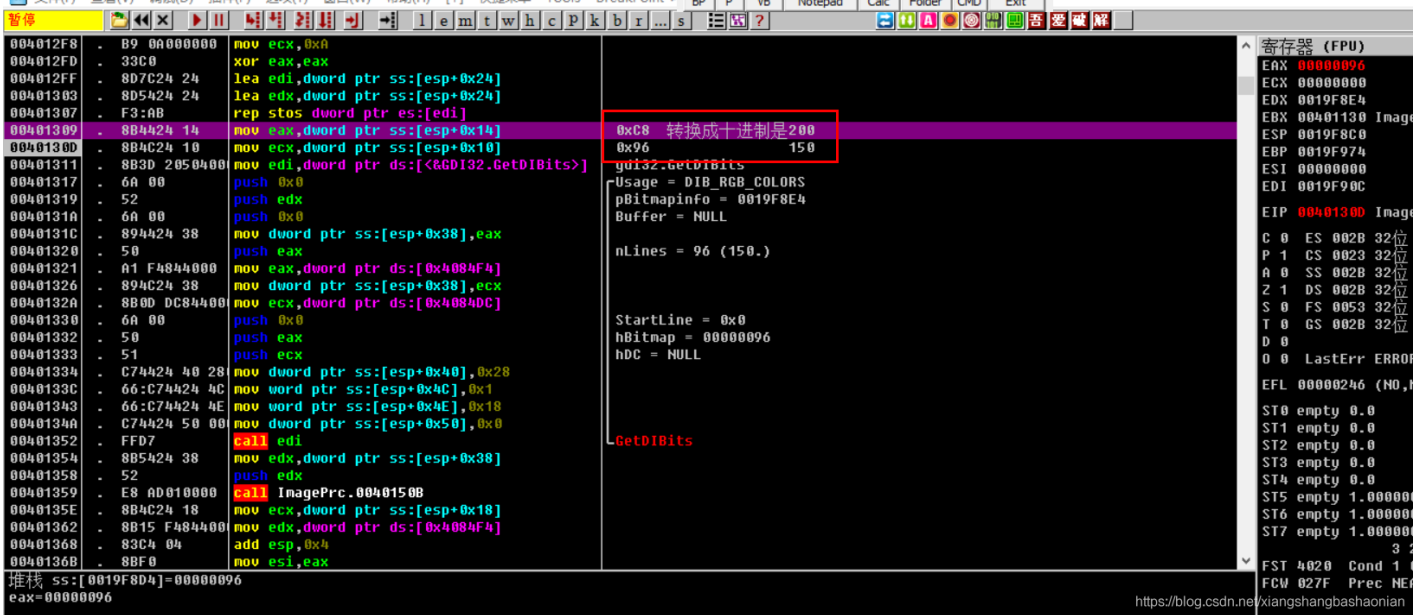 BP P VB Notepad Calc Folder CMD Exit
暂停 l e m t w h c p k b r ... s ? 吾 爱 破 解
004012F8 . B9 0A000000 mov ecx,0xA
004012FD . 33C0 xor eax,eax
004012FF . 8D7C24 24 lea edi,dword ptr ss:[esp+0x24]
00401303 . 8D5424 24 lea edx,dword ptr ss:[esp+0x24]
00401307 . F3:AB rep stos dword ptr es:[edi]
00401309 . 8B4424 14 mov eax,dword ptr ss:[esp+0x14] 0xC8 转换成十进制是200
0040130D . 8B4C24 10 mov ecx,dword ptr ss:[esp+0x10] 0x96 150
00401311 . 8B3D 2050400 mov edi,dword ptr ds:[<&GDI32.GetDIBits>] gdi32.GetDIBits
00401317 . 6A 00 push 0x0 Usage = DIB_RGB_COLORS
00401319 . 52 push edx pBitmapinfo = 0019F8E4
0040131A . 6A 00 push 0x0 Buffer = NULL
0040131C . 894424 38 mov dword ptr ss:[esp+0x38],eax
00401320 . 50 push eax nLines = 96 (150.)
00401321 . A1 F4844000 mov eax,dword ptr ds:[0x4084F4]
00401326 . 894C24 38 mov dword ptr ss:[esp+0x38],ecx
0040132A . 8B0D DC84400 mov ecx,dword ptr ds:[0x4084DC]
00401330 . 6A 00 push 0x0 StartLine = 0x0
00401332 . 50 push eax hBitmap = 00000096
00401333 . 51 push ecx hDC = NULL
00401334 . C74424 40 28 mov dword ptr ss:[esp+0x40],0x28
0040133C . 66:C74424 4C mov word ptr ss:[esp+0x4C],0x1
00401343 . 66:C74424 4E mov word ptr ss:[esp+0x4E],0x18
0040134A . C74424 50 00 mov dword ptr ss:[esp+0x50],0x0
00401352 . FFD7 call edi GetDIBits
00401354 . 8B5424 38 mov edx,dword ptr ss:[esp+0x38]
00401358 . 52 push edx
00401359 . E8 AD010000 call ImagePrc.0040150B
0040135E . 8B4C24 18 mov ecx,dword ptr ss:[esp+0x18]
00401362 . 8B15 F484400 mov edx,dword ptr ds:[0x4084F4]
00401368 . 83C4 04 add esp,0x4
0040136B . 8BF0 mov esi,eax
堆栈 ss:[0019F8D4]=00000096
eax=00000096
寄存器 (FPU)
EAX 00000096
ECX 00000000
EDX 0019F8E4
EBX 00401130 Image
ESP 0019F8C0
EBP 0019F974
ESI 00000000
EDI 0019F90C
EIP 0040130D Image
C 0 ES 002B 32位
P 1 CS 0023 32位
A 0 SS 002B 32位
Z 1 DS 002B 32位
S 0 FS 0053 32位
T 0 GS 002B 32位
D 0
O 0 LastErr ERROR
EFL 00000246 (NO,N
ST0 empty 0.0
ST1 empty 0.0
ST2 empty 0.0
ST3 empty 0.0
ST4 empty 0.0
ST5 empty 1.000000
ST6 empty 1.000000
ST7 empty 1.000000
3 2
FST 4020 Cond 1
FCW 027F Prec NEA
https://blog.csdn.net/xiangshangbashaonian